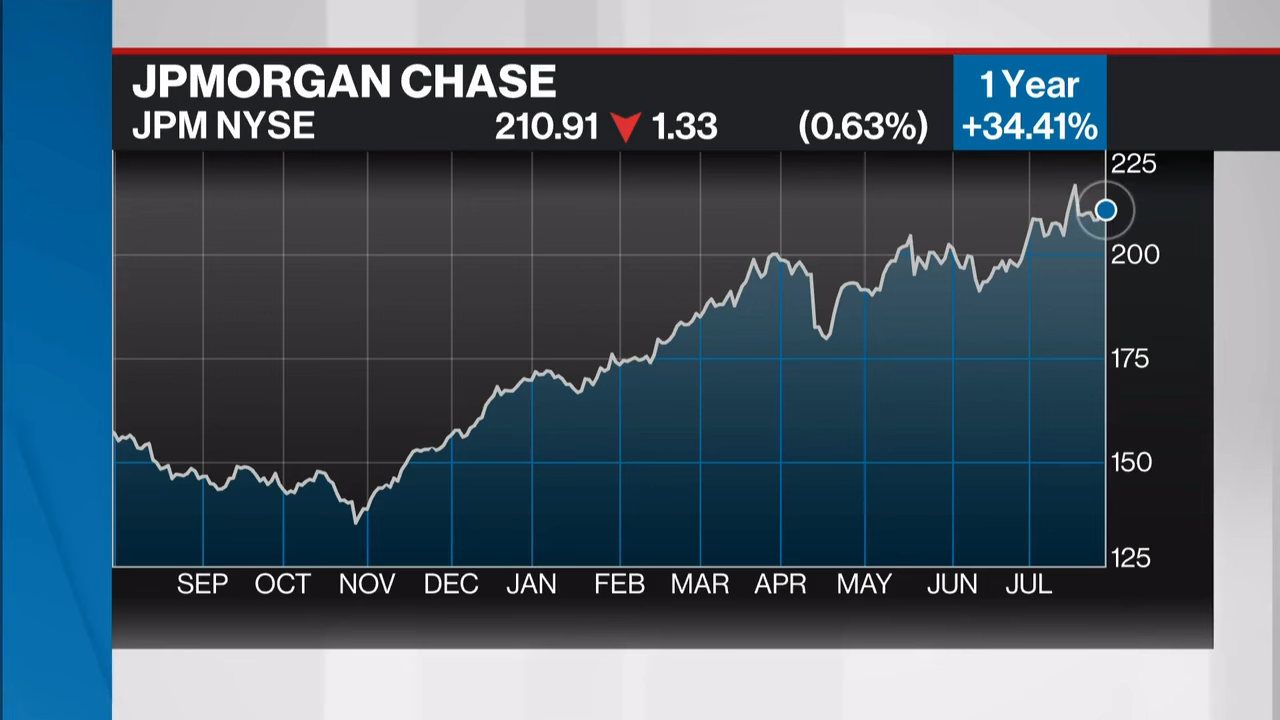 JPMORGAN CHASE
JPM NYSE 210.91 ▼ 1.33 (0.63%)
1 Year
+34.41%
225
200
175
150
125
SEP OCT NOV DEC JAN FEB MAR APR MAY JUN JUL